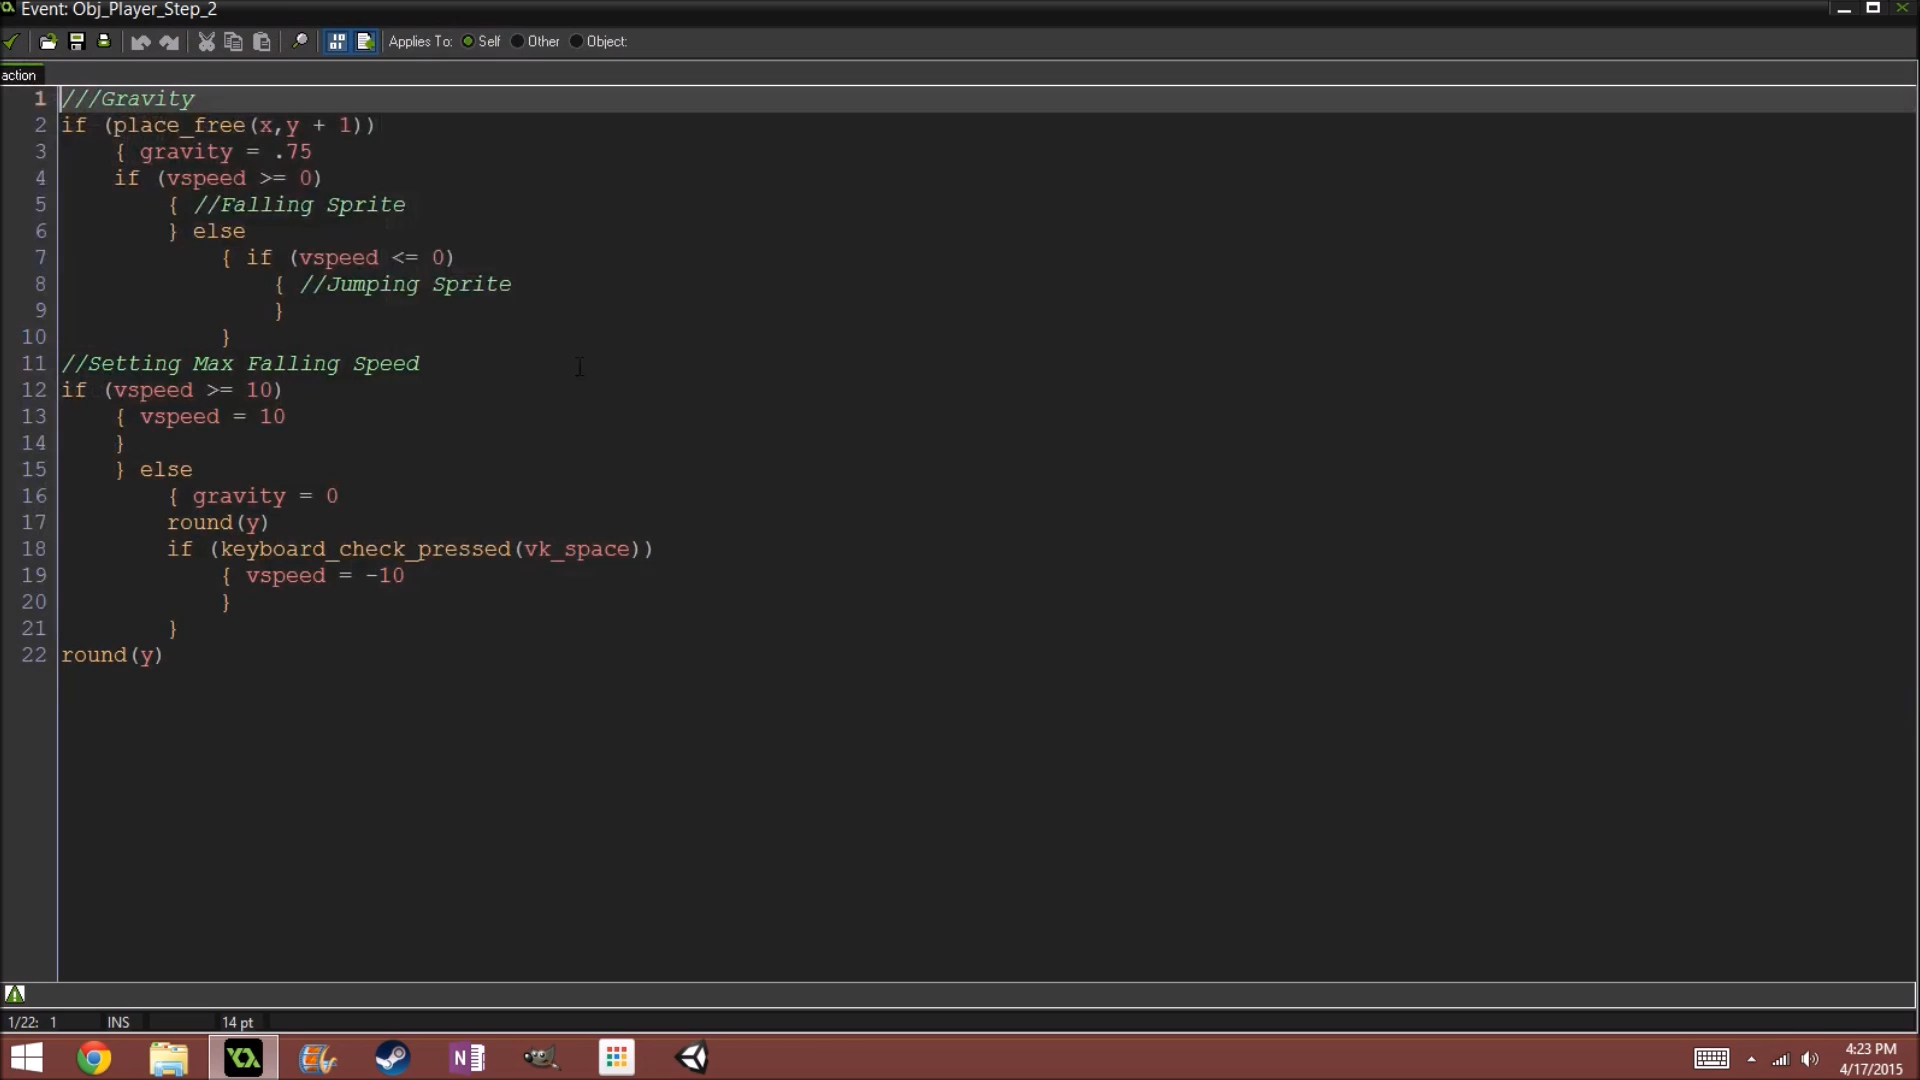 Event: Obj_Player_Step_2
Applies To: Self Other Object:
action
1 ///Gravity
2 if (place_free(x,y + 1))
3 { gravity = .75
4 if (vspeed >= 0)
5 { //Falling Sprite
6 } else
7 { if (vspeed <= 0)
8 { //Jumping Sprite
9 }
10 }
11 //Setting Max Falling Speed
12 if (vspeed >= 10)
13 { vspeed = 10
14 }
15 } else
16 { gravity = 0
17 round(y)
18 if (keyboard_check_pressed(vk_space))
19 { vspeed = -10
20 }
21 }
22 round(y)
1/22: 1 INS 14 pt
N
4:23 PM
4/17/2015